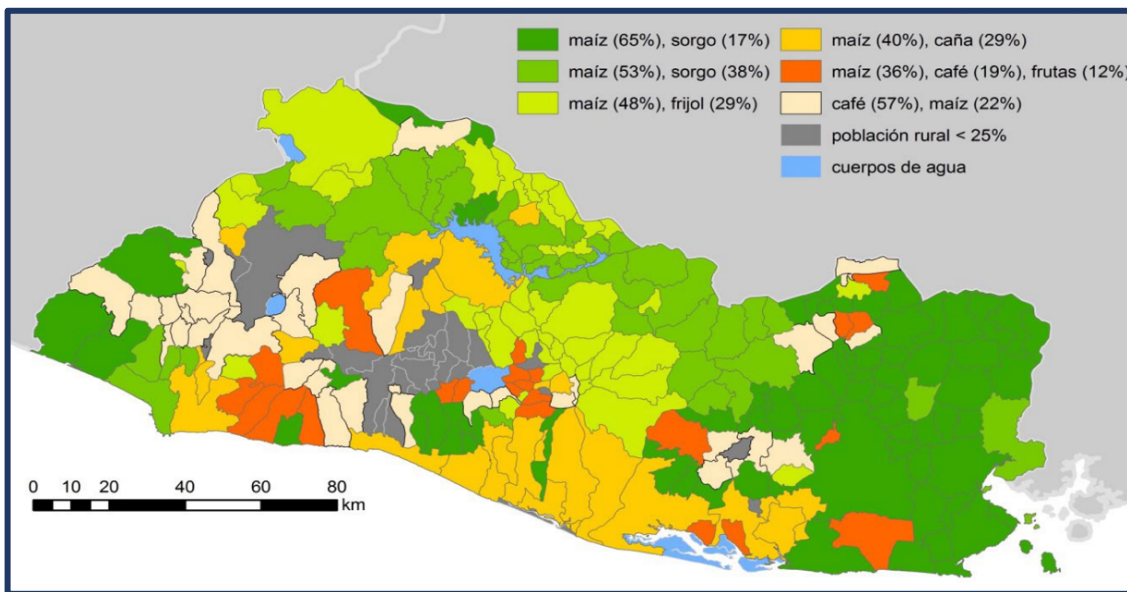 maíz (65%), sorgo (17%)
maíz (53%), sorgo (38%)
maíz (48%), frijol (29%)
maíz (40%), caña (29%)
maíz (36%), café (19%), frutas (12%)
café (57%), maíz (22%)
población rural < 25%
cuerpos de agua
0 10 20 40 60 80
km